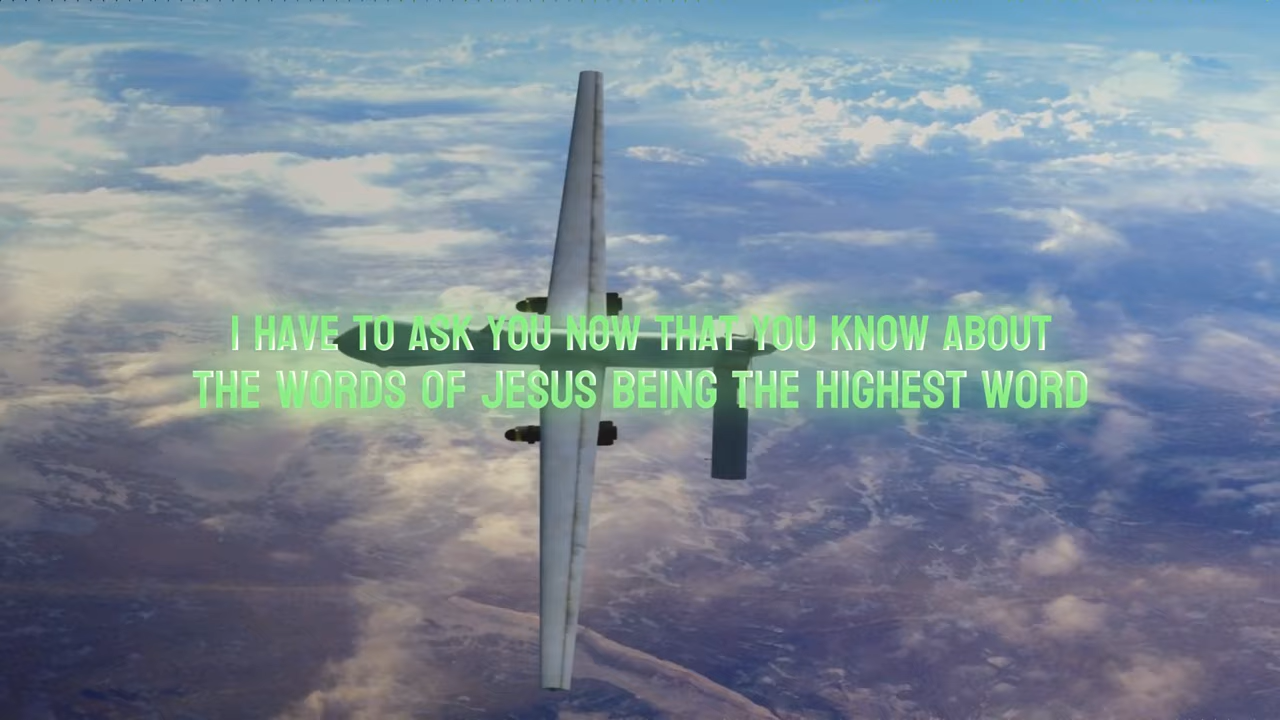 I HAVE TO ASK YOU NOW THAT YOU KNOW ABOUT
THE WORDS OF JESUS BEING THE HIGHEST WORD